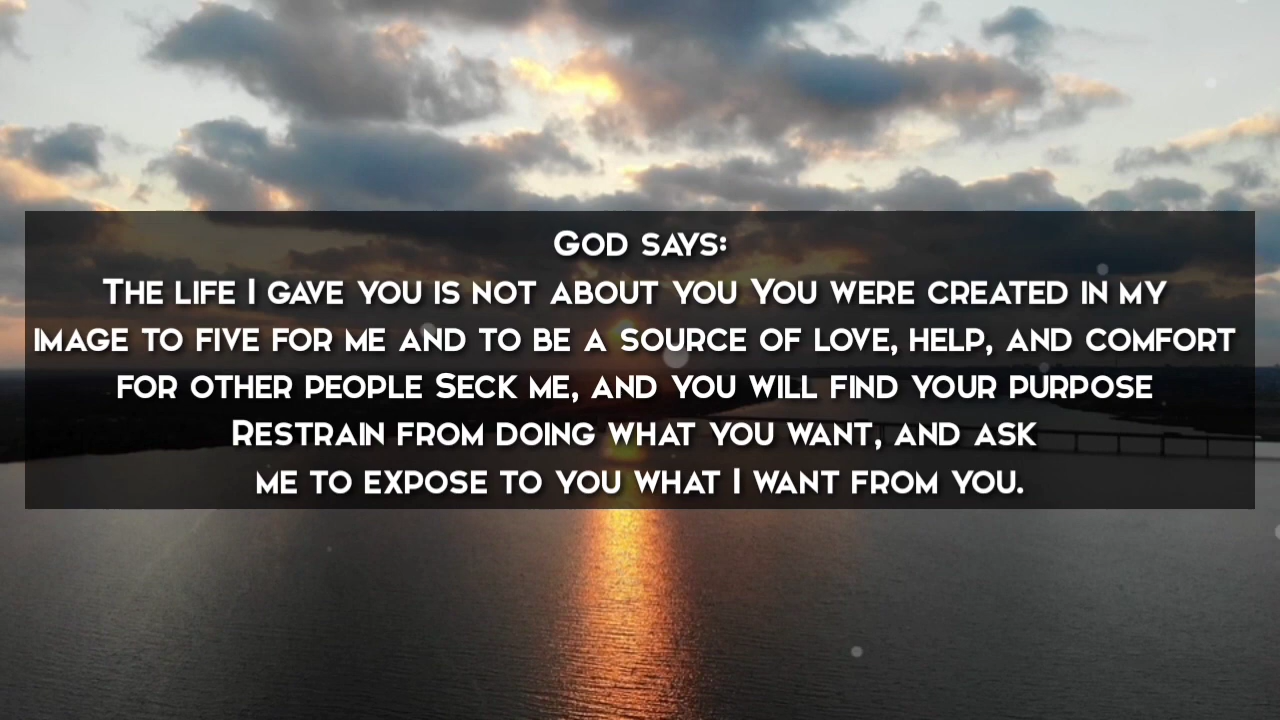 God says:
The life I gave you is not about you You were created in my
image to five for me and to be a source of love, help, and comfort
for other people Seck me, and you will find your purpose
Restrain from doing what you want, and ask
me to expose to you what I want from you.